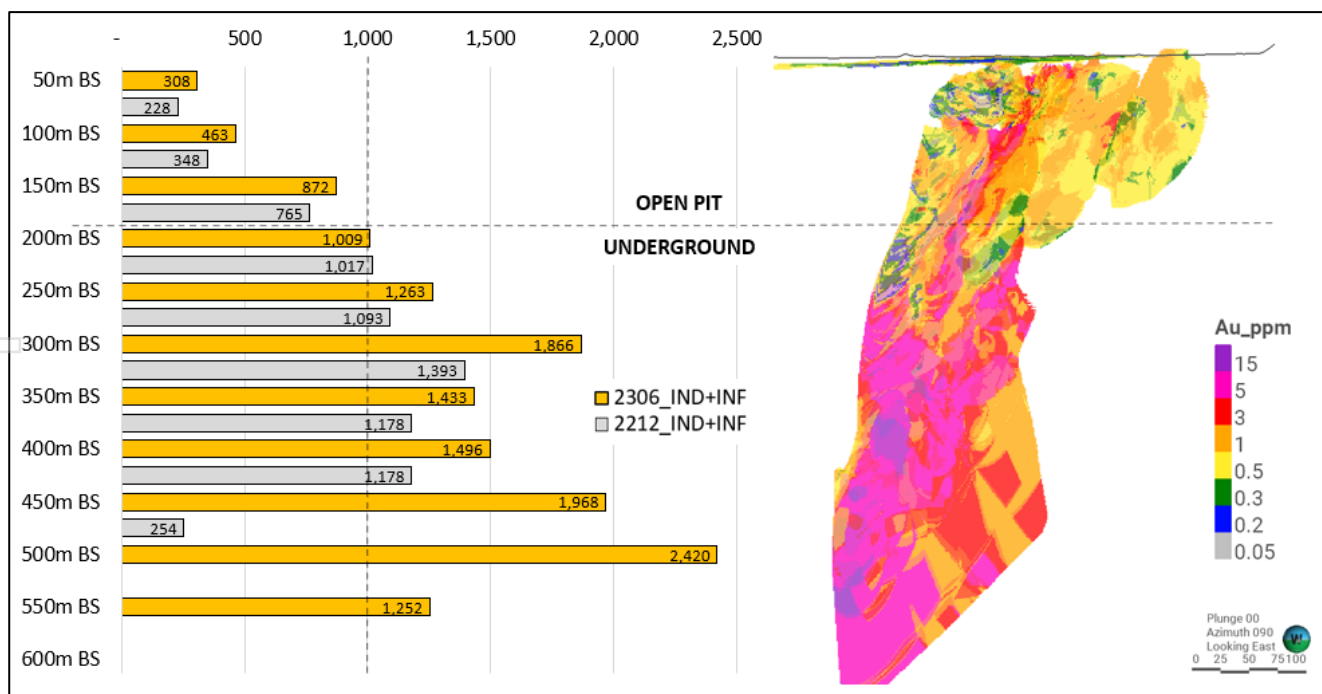 - 500 1,000 1,500 2,000 2,500
50m BS 308
228
100m BS 463
348
150m BS 872
765
OPEN PIT
200m BS 1,009
UNDERGROUND
1,017
250m BS 1,263
1,093
300m BS 1,866
1,393
350m BS 1,433
1,178
400m BS 1,496
1,178
450m BS 1,968
254
500m BS 2,420
550m BS 1,252
600m BS
2306_IND+INF
2212_IND+INF
Au_ppm
15
5
3
1
0.5
0.3
0.2
0.05
Plunge 00
Azimuth 090
Looking East
0 25 50 75 100